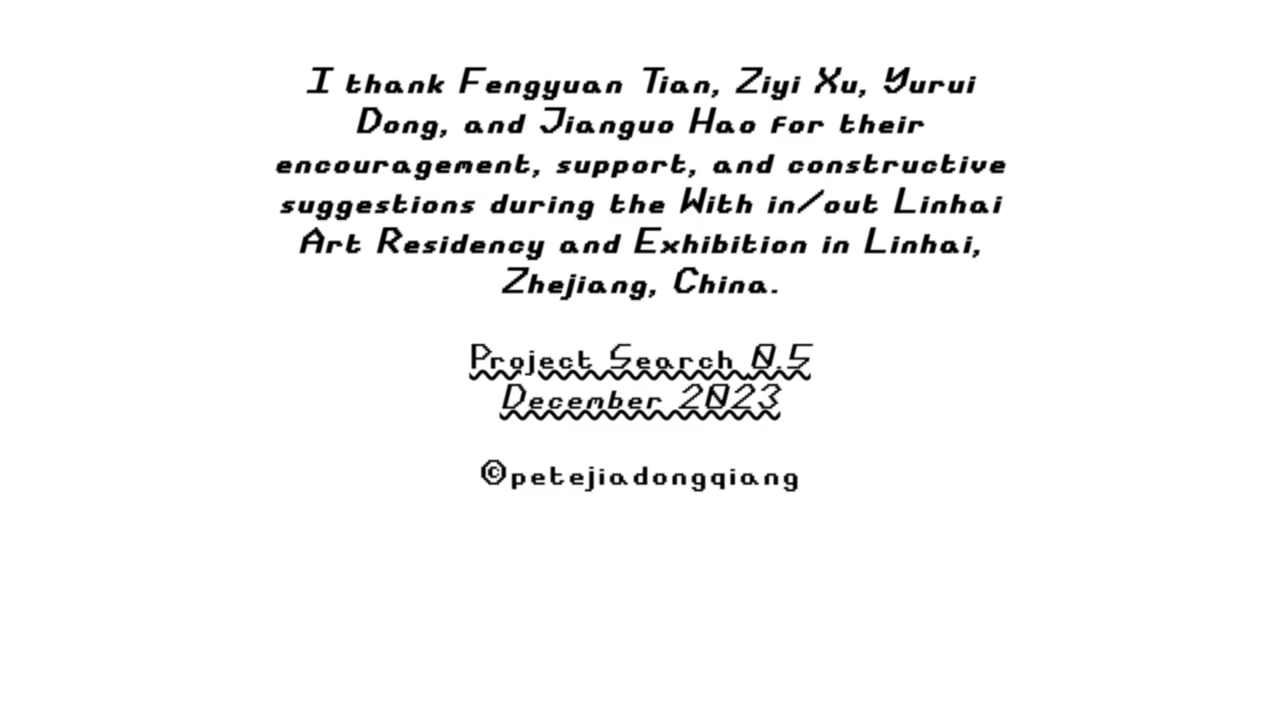 I thank Fengyuan Tian, Ziyi Xu, Yurui
Dong, and Jianguo Hao for their
encouragement, support, and constructive
suggestions during the With in/out Linhai
Art Residency and Exhibition in Linhai,
Zhejiang, China.
Project Search 0.5
December 2023
©petejiadongqiang